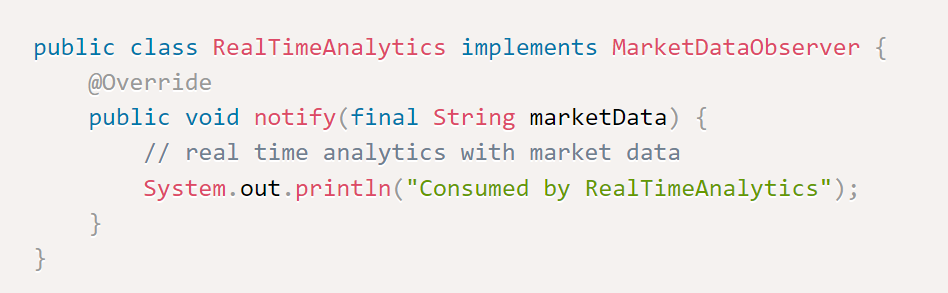 public class RealTimeAnalytics implements MarketDataObserver {
    @Override
    public void notify(final String marketData) {
        // real time analytics with market data
        System.out.println("Consumed by RealTimeAnalytics");
    }
}